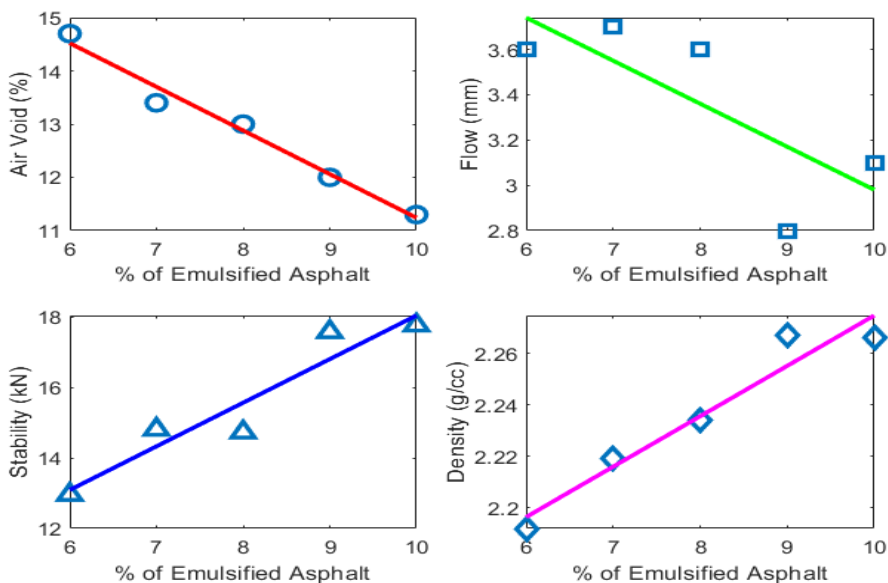 15
14
13
12
11
Air Void (%)
6 7 8 9 10
% of Emulsified Asphalt
3.6
3.2
3
2.8
Flow (mm)
6 7 8 9 10
% of Emulsified Asphalt
18
16
14
12
Stability (kN)
6 7 8 9 10
% of Emulsified Asphalt
2.26
2.24
2.22
2.2
Density (g/cc)
6 7 8 9 10
% of Emulsified Asphalt